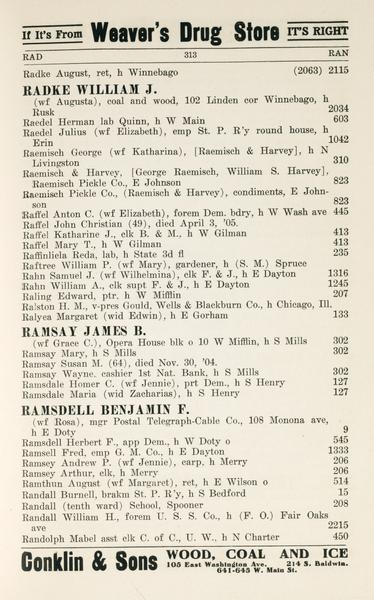 If It's From Weaver's Drug Store IT'S RIGHT
RAD 313 RAN
Radke August, ret, h Winnebago (2063) 2115
RADKE WILLIAM J.
(wf Augusta), coal and wood, 102 Linden cor Winnebago, h
Rusk 2034
Raedel Herman lab Quinn, h W Main 603
Raedel Julius (wf Elizabeth), emp St. P. R'y round house, h
Erin 1042
Raemisch George (wf Katharina), [Raemisch & Harvey], h N
Livingston 310
Raemisch & Harvey, [George Raemisch, William S. Harvey],
Raemisch Pickle Co., E Johnson 823
Raemisch Pickle Co., (Raemisch & Harvey), condiments, E John-
son 823
Raffel Anton C. (wf Elizabeth), forem Dem. bdry, h W Wash ave 445
Raffel John Christian (49), died April 3, '05.
Raffel Katharine J., elk B. & M., h W Gilman 413
Raffel Mary T., h W Gilman 413
Raffinliela Reda, lab, h State 3d fl 235
Raftree William P. (wf Mary), gardener, h (S. M.) Spruce
Rahn Samuel J. (wf Wilhelmina), clk F. & J., h E Dayton 1316
Rahn William A., clk supt F. & J., h E Dayton 1245
Raling Edward, ptr. h W Mifflin 207
Ralston H. M., v-pres Gould, Wells & Blackburn Co., h Chicago, Ill.
Ralyea Margaret (wid Edwin), h E Gorham 133
RAMSAY JAMES B.
(wf Grace C.), Opera House blk o 10 W Mifflin, h S Mills 302
Ramsay Mary, h S Mills 302
Ramsay Susan M. (64), died Nov. 30, '04.
Ramsay Wayne. cashier 1st Nat. Bank, h S Mills 302
Ramsdale Homer C. (wf Jennie), prt Dem., h S Henry 127
Ramsdale Maria (wid Zacharias), h S Henry 127
RAMSDELL BENJAMIN F.
(wf Rosa), mgr Postal Telegraph-Cable Co., 108 Monona ave,
h E Doty 9
Ramsdell Herbert F., app Dem., h W Doty o 545
Ramsell Fred, emp G. M. Co., h E Dayton 1333
Ramsey Andrew P. (wf Jennie), carp, h Merry 206
Ramsey Arthur, elk, h Merry 206
Ramthun August (wf Margaret), ret, h E Wilson o 514
Randall Burnell, brakm St. P. R'y, h S Bedford 15
Randall (tenth ward) School, Spooner 208
Randall William H., forem U. S. S. Co., h (F. O.) Fair Oaks
ave 2215
Randolph Mabel asst clk C. of C., U. W., h N Charter 450
Conklin & Sons WOOD, COAL AND ICE
105 East Washington Ave. 214 S. Baldwin.
641-645 W. Main St.